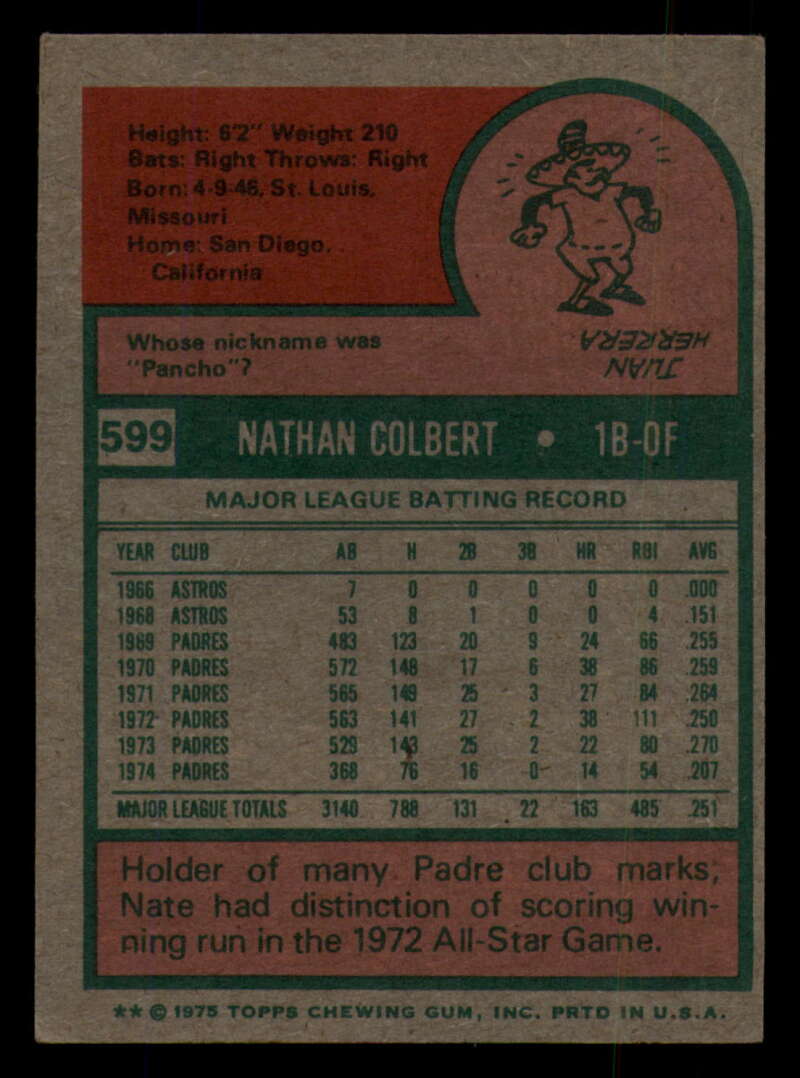 Height: 6'2" Weight 210
Bats: Right Throws: Right
Born: 4-9-46, St. Louis,
Missouri
Home: San Diego,
California
Whose nickname was
"Pancho"?
JUAN
HERRERA
599 NATHAN COLBERT • 1B-OF
MAJOR LEAGUE BATTING RECORD
YEAR CLUB AB H 2B 3B HR RBI AVG
1966 ASTROS 7 0 0 0 0 0 .000
1968 ASTROS 53 8 1 0 0 4 .151
1969 PADRES 483 123 20 9 24 66 .255
1970 PADRES 572 148 17 6 38 86 .259
1971 PADRES 565 149 25 3 27 84 .264
1972 PADRES 563 141 27 2 38 111 .250
1973 PADRES 529 143 25 2 22 80 .270
1974 PADRES 368 76 16 0 14 54 .207
MAJOR LEAGUE TOTALS 3140 788 131 22 163 485 .251
Holder of many Padre club marks,
Nate had distinction of scoring win-
ning run in the 1972 All-Star Game.
** © 1975 TOPPS CHEWING GUM, INC. PRTD IN U.S.A.